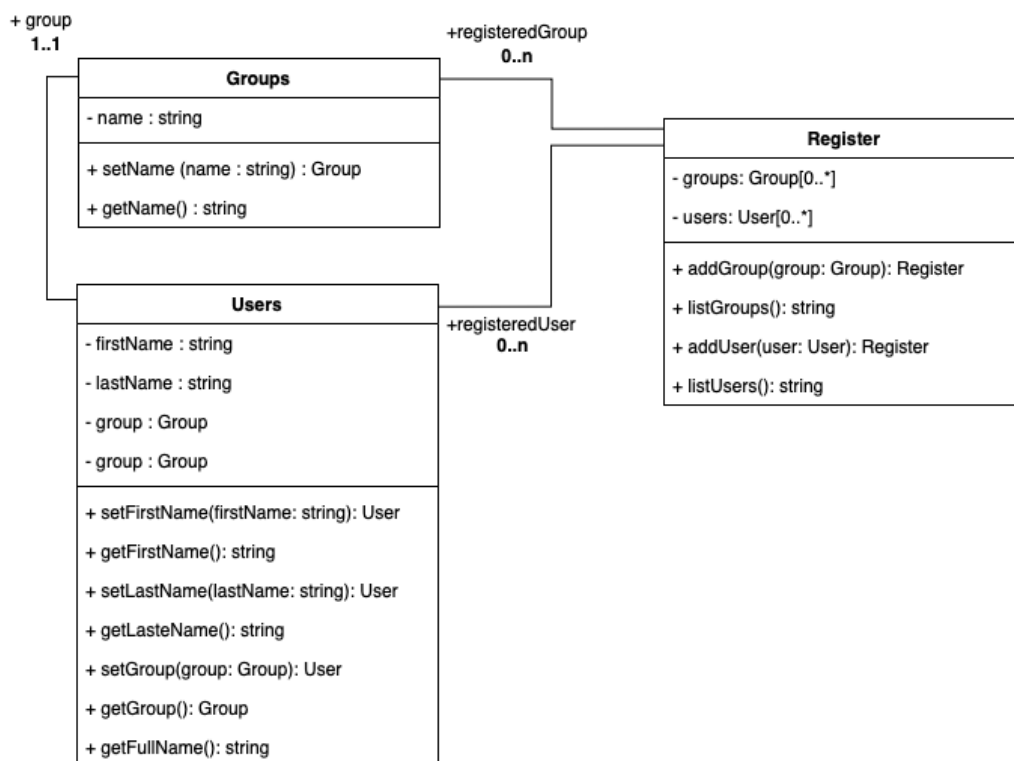 + group
1..1
+registeredGroup
0..n
Groups
- name : string
+ setName (name : string) : Group
+ getName() : string
Register
- groups: Group[0..*]
- users: User[0..*]
+ addGroup(group: Group): Register
+ listGroups(): string
+ addUser(user: User): Register
+ listUsers(): string
Users
- firstName : string
- lastName : string
- group : Group
- group : Group
+ setFirstName(firstName: string): User
+ getFirstName(): string
+ setLastName(lastName: string): User
+ getLasteName(): string
+ setGroup(group: Group): User
+ getGroup(): Group
+ getFullName(): string
+registeredUser
0..n